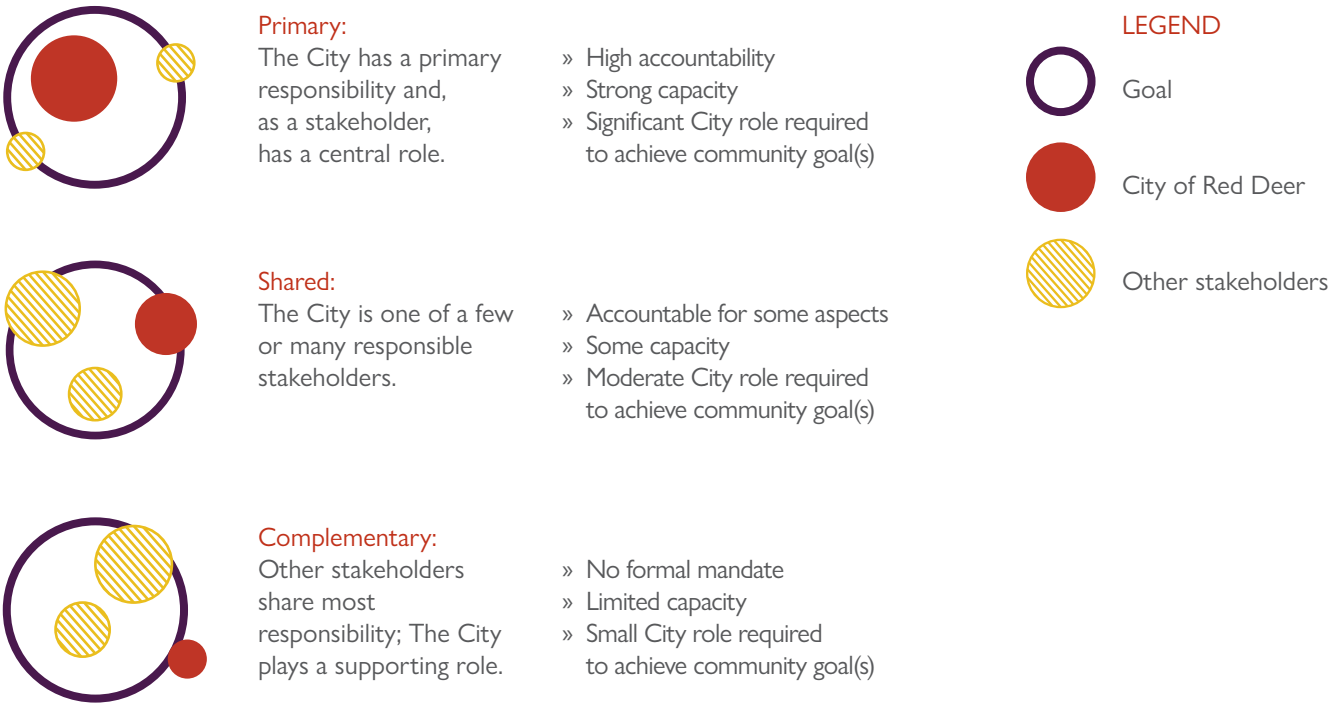 Primary:
The City has a primary
responsibility and,
as a stakeholder,
has a central role.
» High accountability
» Strong capacity
» Significant City role required
to achieve community goal(s)
Shared:
The City is one of a few
or many responsible
stakeholders.
» Accountable for some aspects
» Some capacity
» Moderate City role required
to achieve community goal(s)
Complementary:
Other stakeholders
share most
responsibility; The City
plays a supporting role.
» No formal mandate
» Limited capacity
» Small City role required
to achieve community goal(s)
LEGEND
Goal
City of Red Deer
Other stakeholders